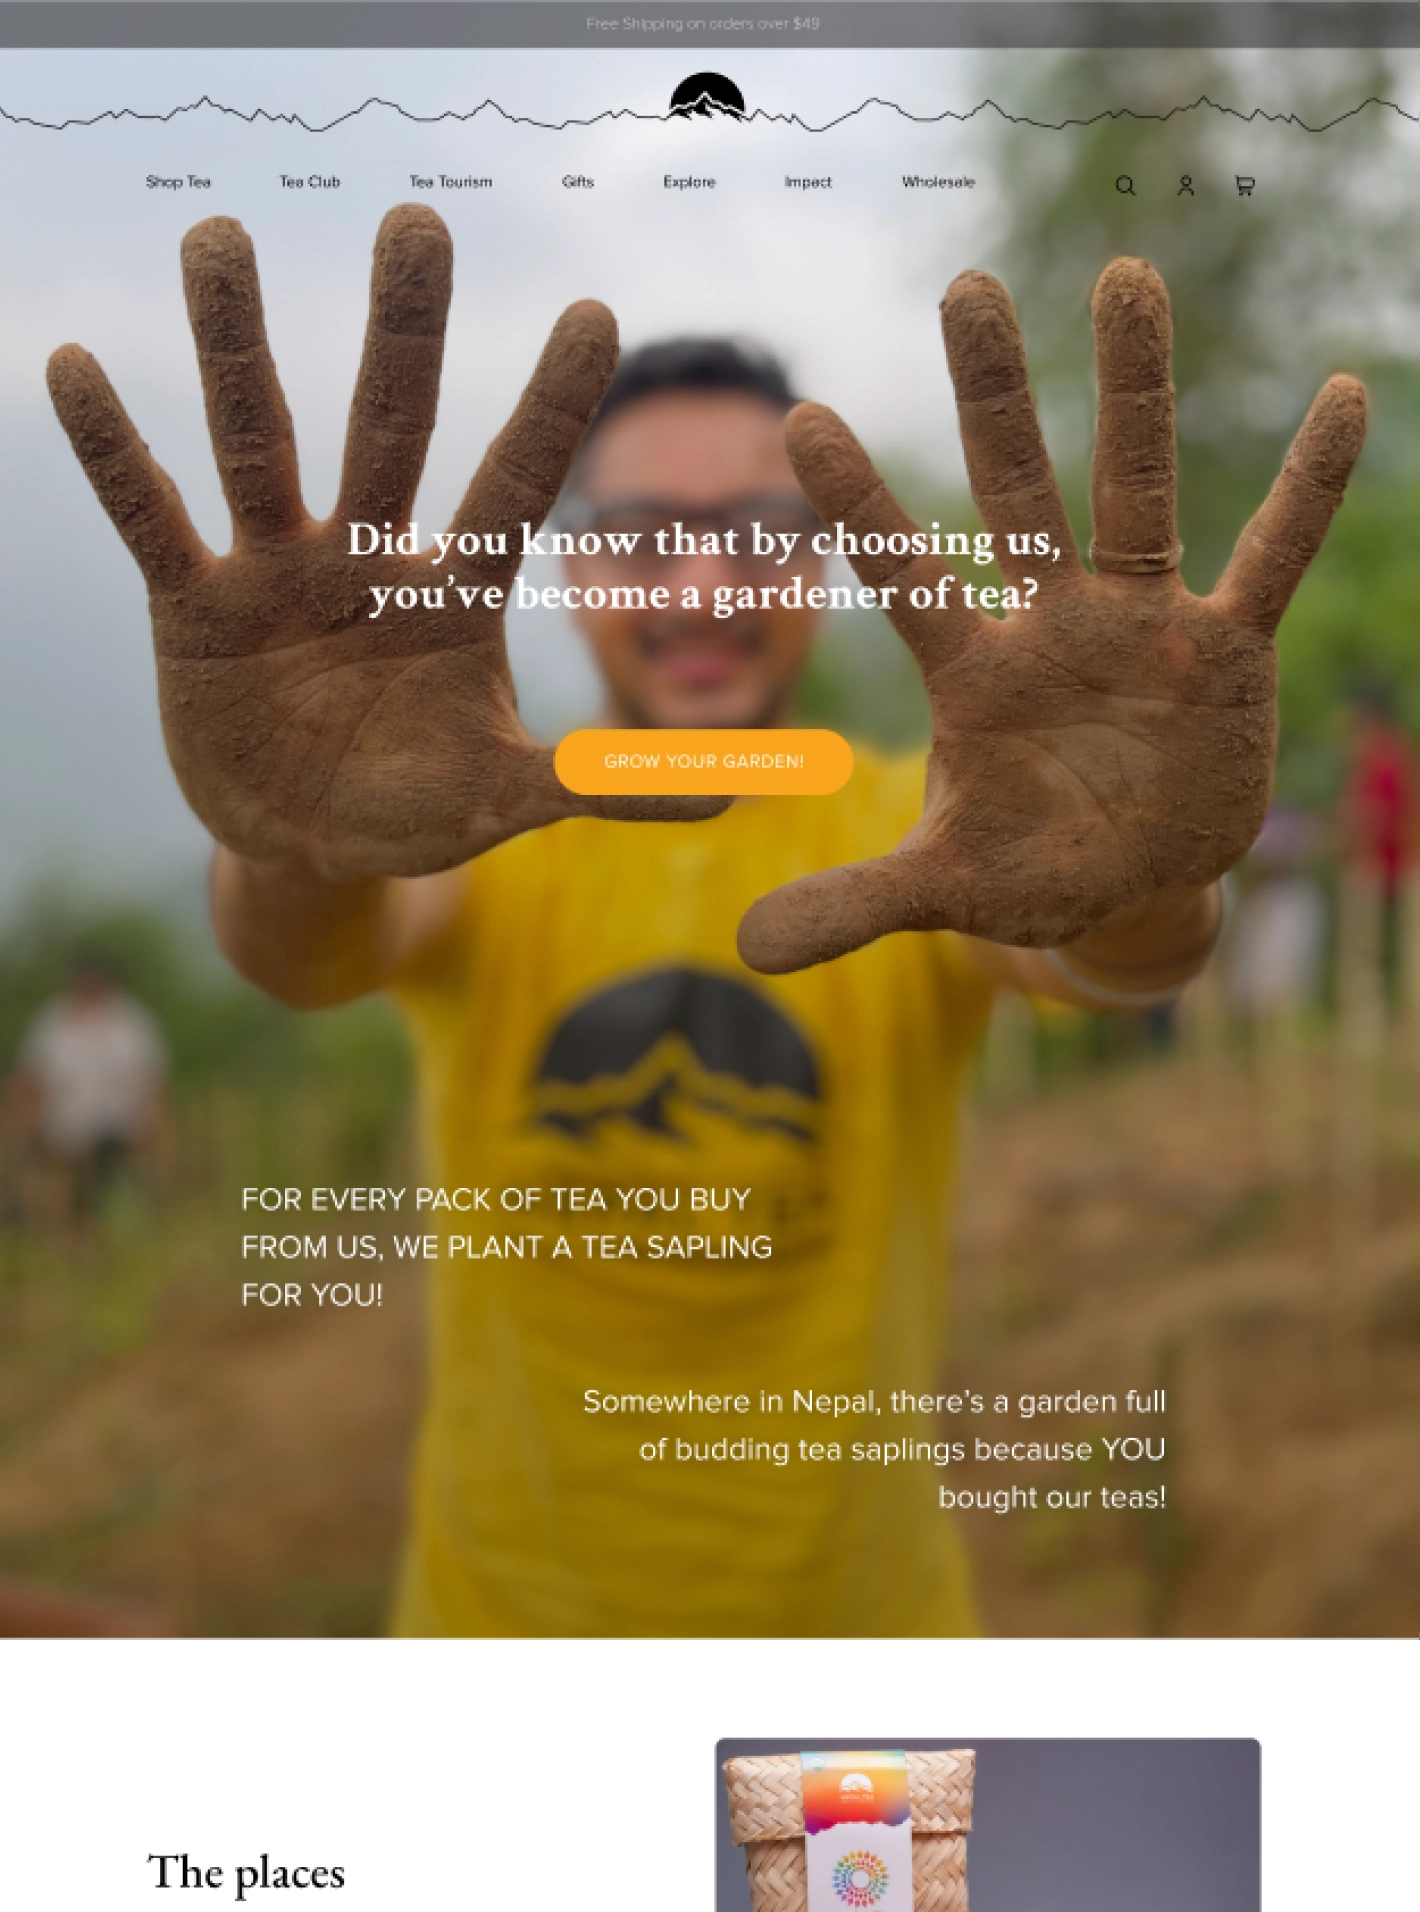 Free Shipping on orders over $49
Shop Tea Tea Club Tea Tourism Gifts Explore Impact Wholesale
Did you know that by choosing us,
you've become a gardener of tea?
GROW YOUR GARDEN!
FOR EVERY PACK OF TEA YOU BUY
FROM US, WE PLANT A TEA SAPLING
FOR YOU!
Somewhere in Nepal, there's a garden full
of budding tea saplings because YOU
bought our teas!
The places